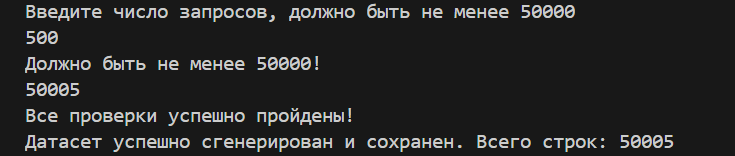 Введите число запросов, должно быть не менее 50000
500
Должно быть не менее 50000!
50005
Все проверки успешно пройдены!
Датасет успешно сгенерирован и сохранен. Всего строк: 50005